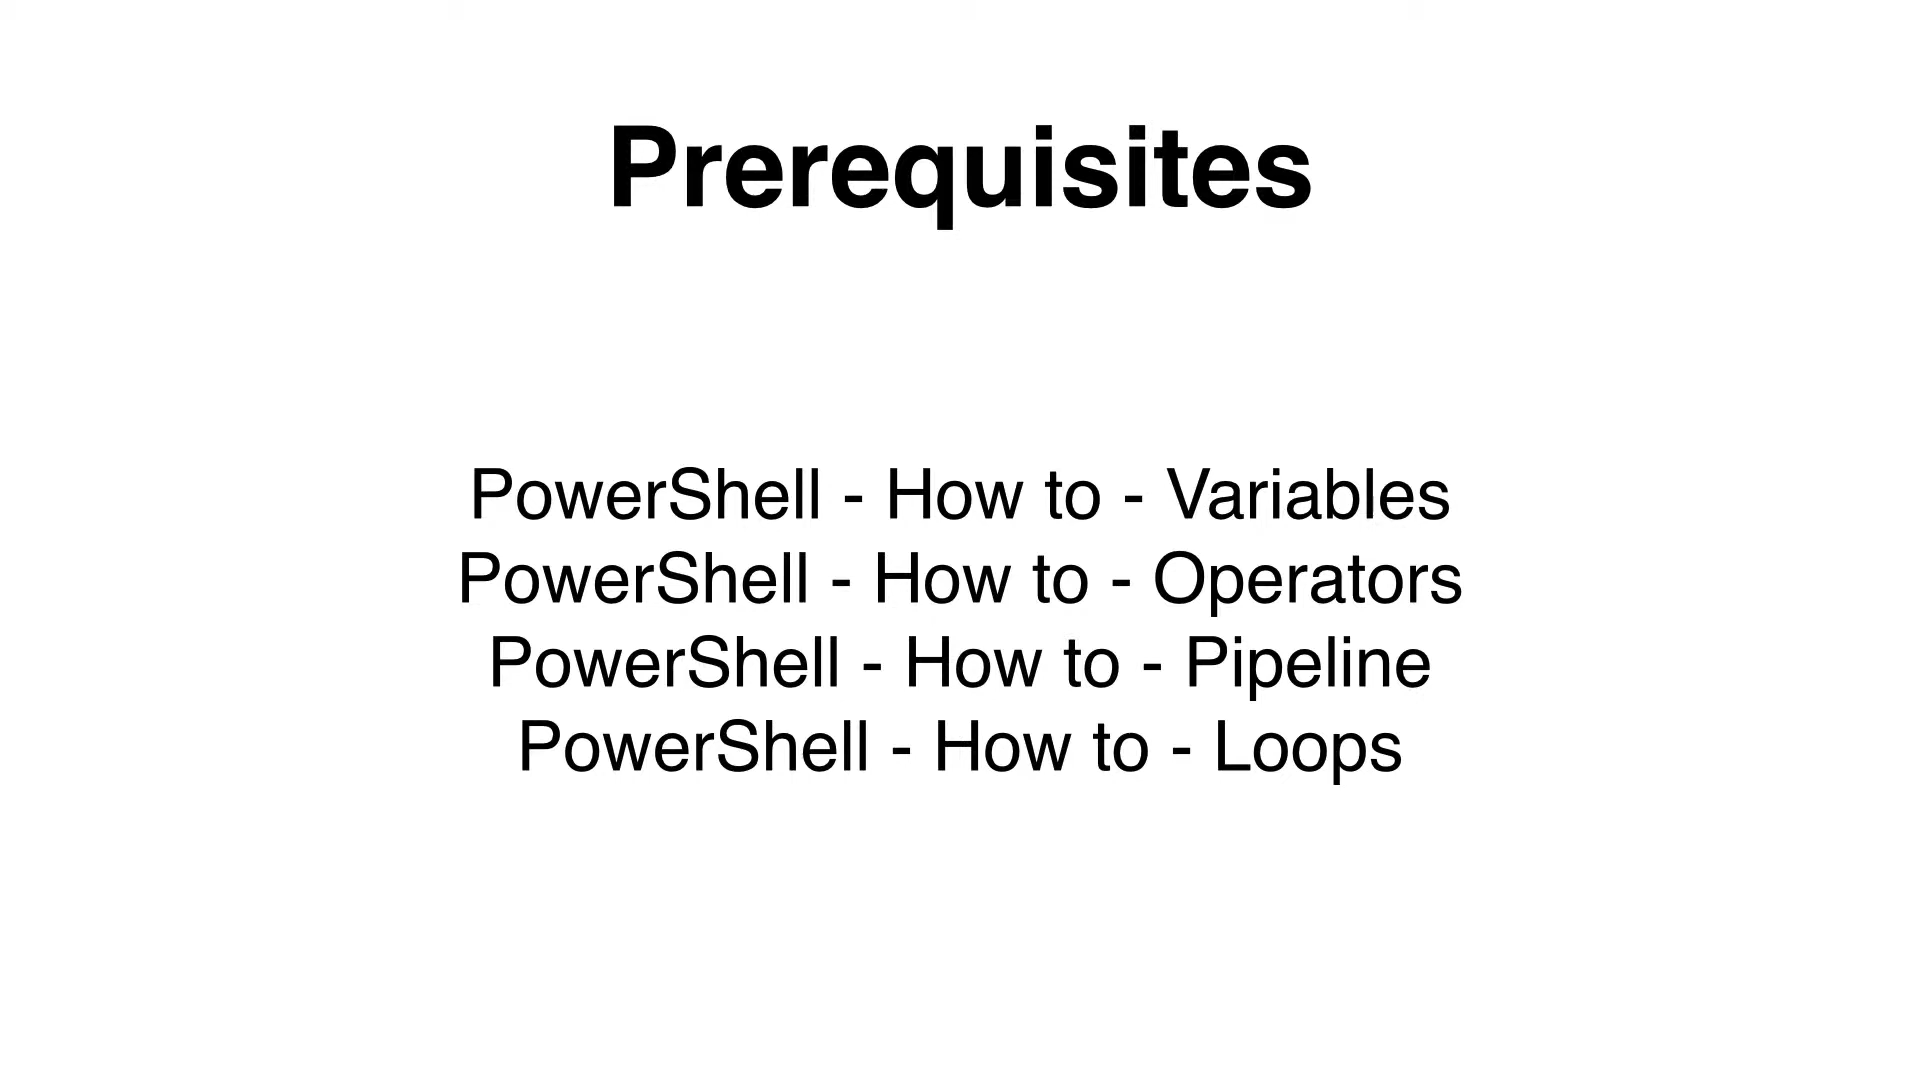 Prerequisites
PowerShell - How to - Variables
PowerShell - How to - Operators
PowerShell - How to - Pipeline
PowerShell - How to - Loops